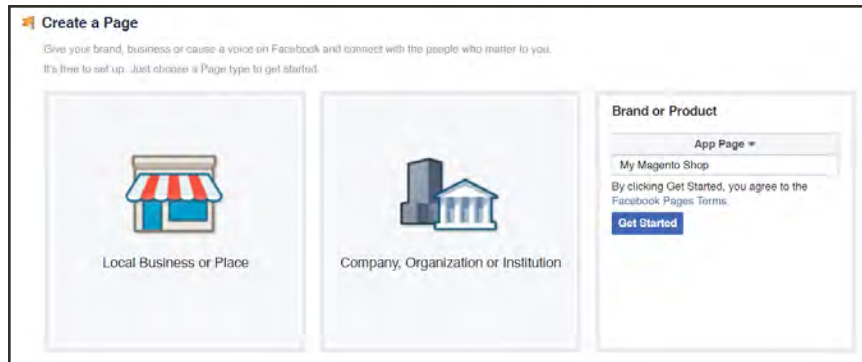 Create a Page
Give your brand, business or cause a voice on Facebook and connect with the people who matter to you.
It's free to set up. Just choose a Page type to get started.
Local Business or Place
Company, Organization or Institution
Brand or Product
App Page
My Magento Shop
By clicking Get Started, you agree to the
Facebook Pages Terms.
Get Started